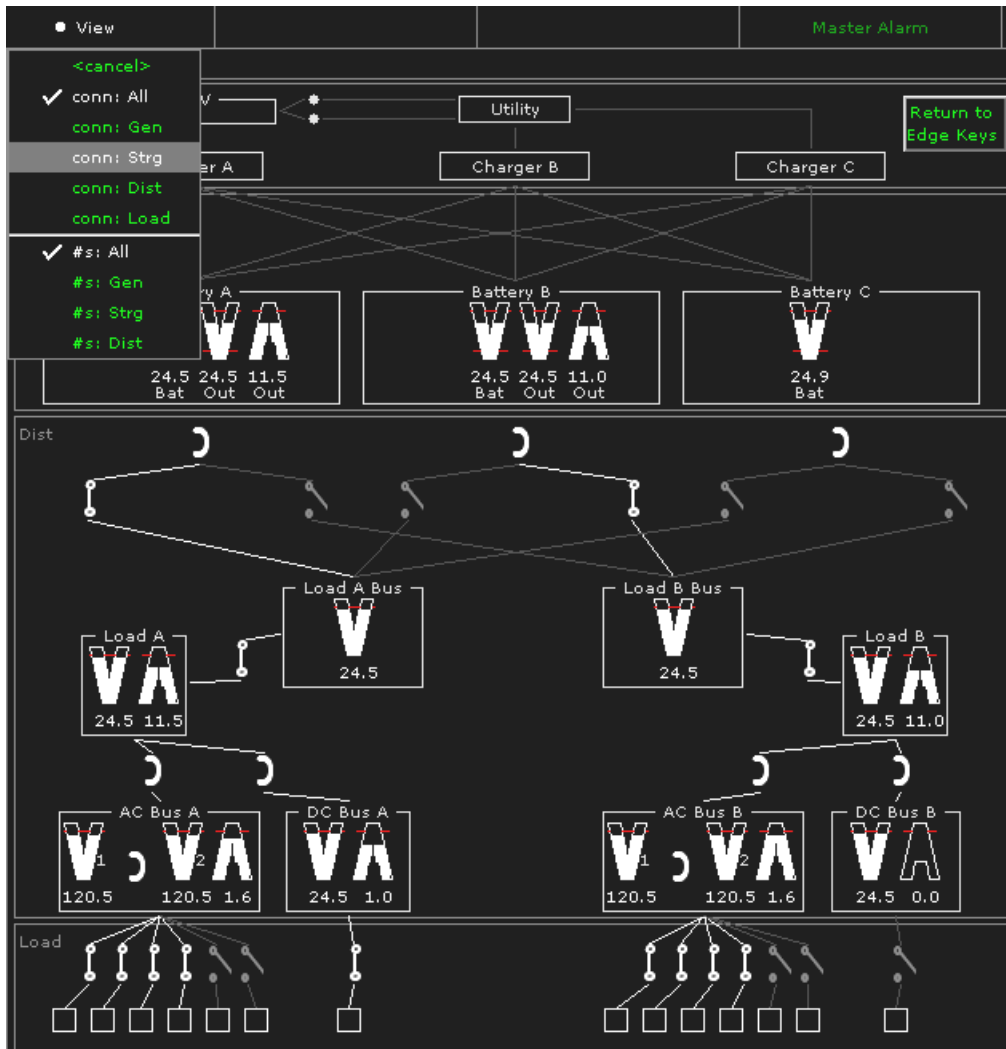 View
Master Alarm
<cancel>
conn: All
conn: Gen
conn: Strg
conn: Dist
conn: Load
#s: All
#s: Gen
#s: Strg
#s: Dist
V
Utility
Return to
Edge Keys
er A
Charger B
Charger C
ry A
Battery B
Battery C
24.5 24.5 11.5
Bat Out Out
24.5 24.5 11.0
Bat Out Out
24.9
Bat
Dist
Load A Bus
24.5
Load B Bus
24.5
Load A
24.5 11.5
Load B
24.5 11.0
AC Bus A
1 2
120.5 120.5 1.6
DC Bus A
24.5 1.0
AC Bus B
1 2
120.5 120.5 1.6
DC Bus B
24.5 0.0
Load